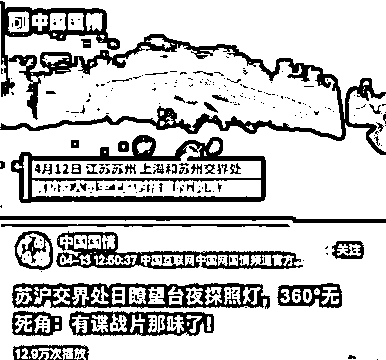 中国国情
4月12日 江苏苏州 上海和苏州交界处
中国国情
04-13 12:50:37 中国互联网中国网国情频道官方
关注
苏沪交界处日瞭望台夜探照灯，360°无
死角：有谍战片那味了！
12.9万次播放